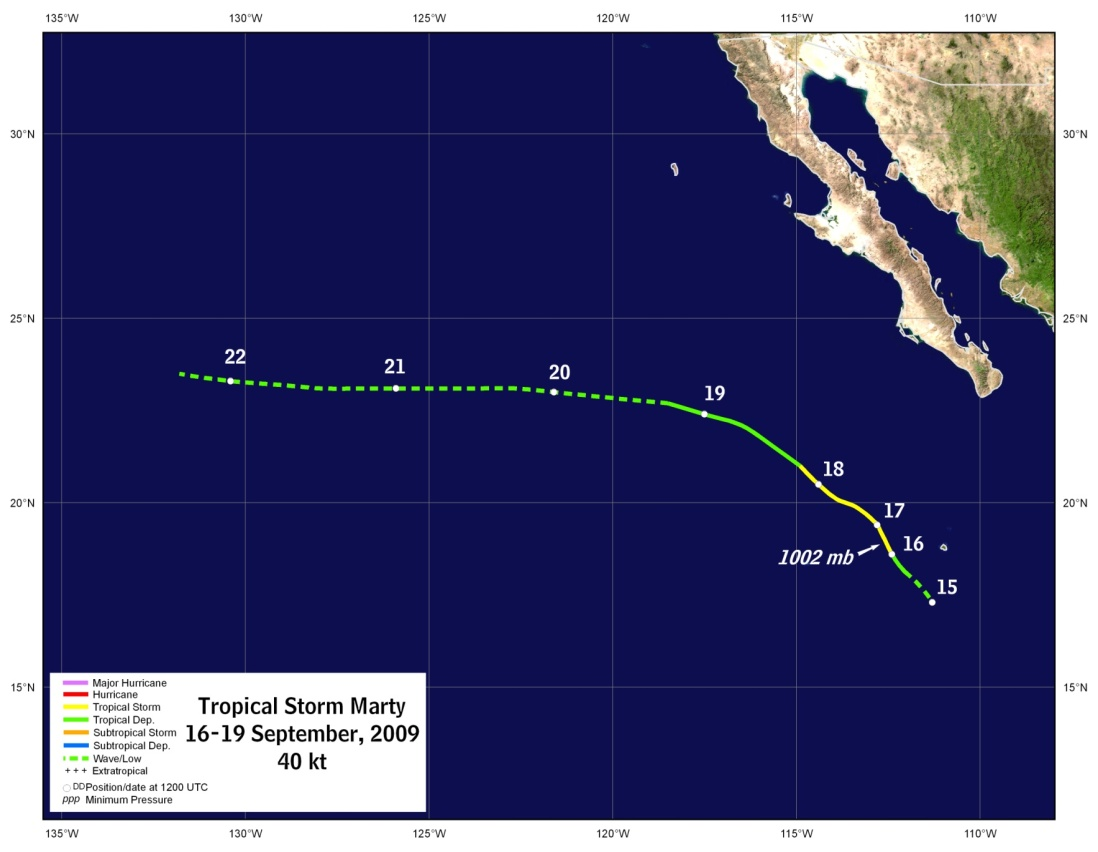 135°W 130°W 125°W 120°W 115°W 110°W
30°N 30°N
25°N 25°N
22 21 20 19
18
20°N 20°N
17
16
1002 mb
15
15°N 15°N
Major Hurricane
Hurricane
Tropical Storm
Tropical Dep.
Subtropical Storm
Subtropical Dep.
Wave/Low
+++ Extratropical
DD Position/date at 1200 UTC
ppp Minimum Pressure
Tropical Storm Marty
16-19 September, 2009
40 kt
135°W 130°W 125°W 120°W 115°W 110°W